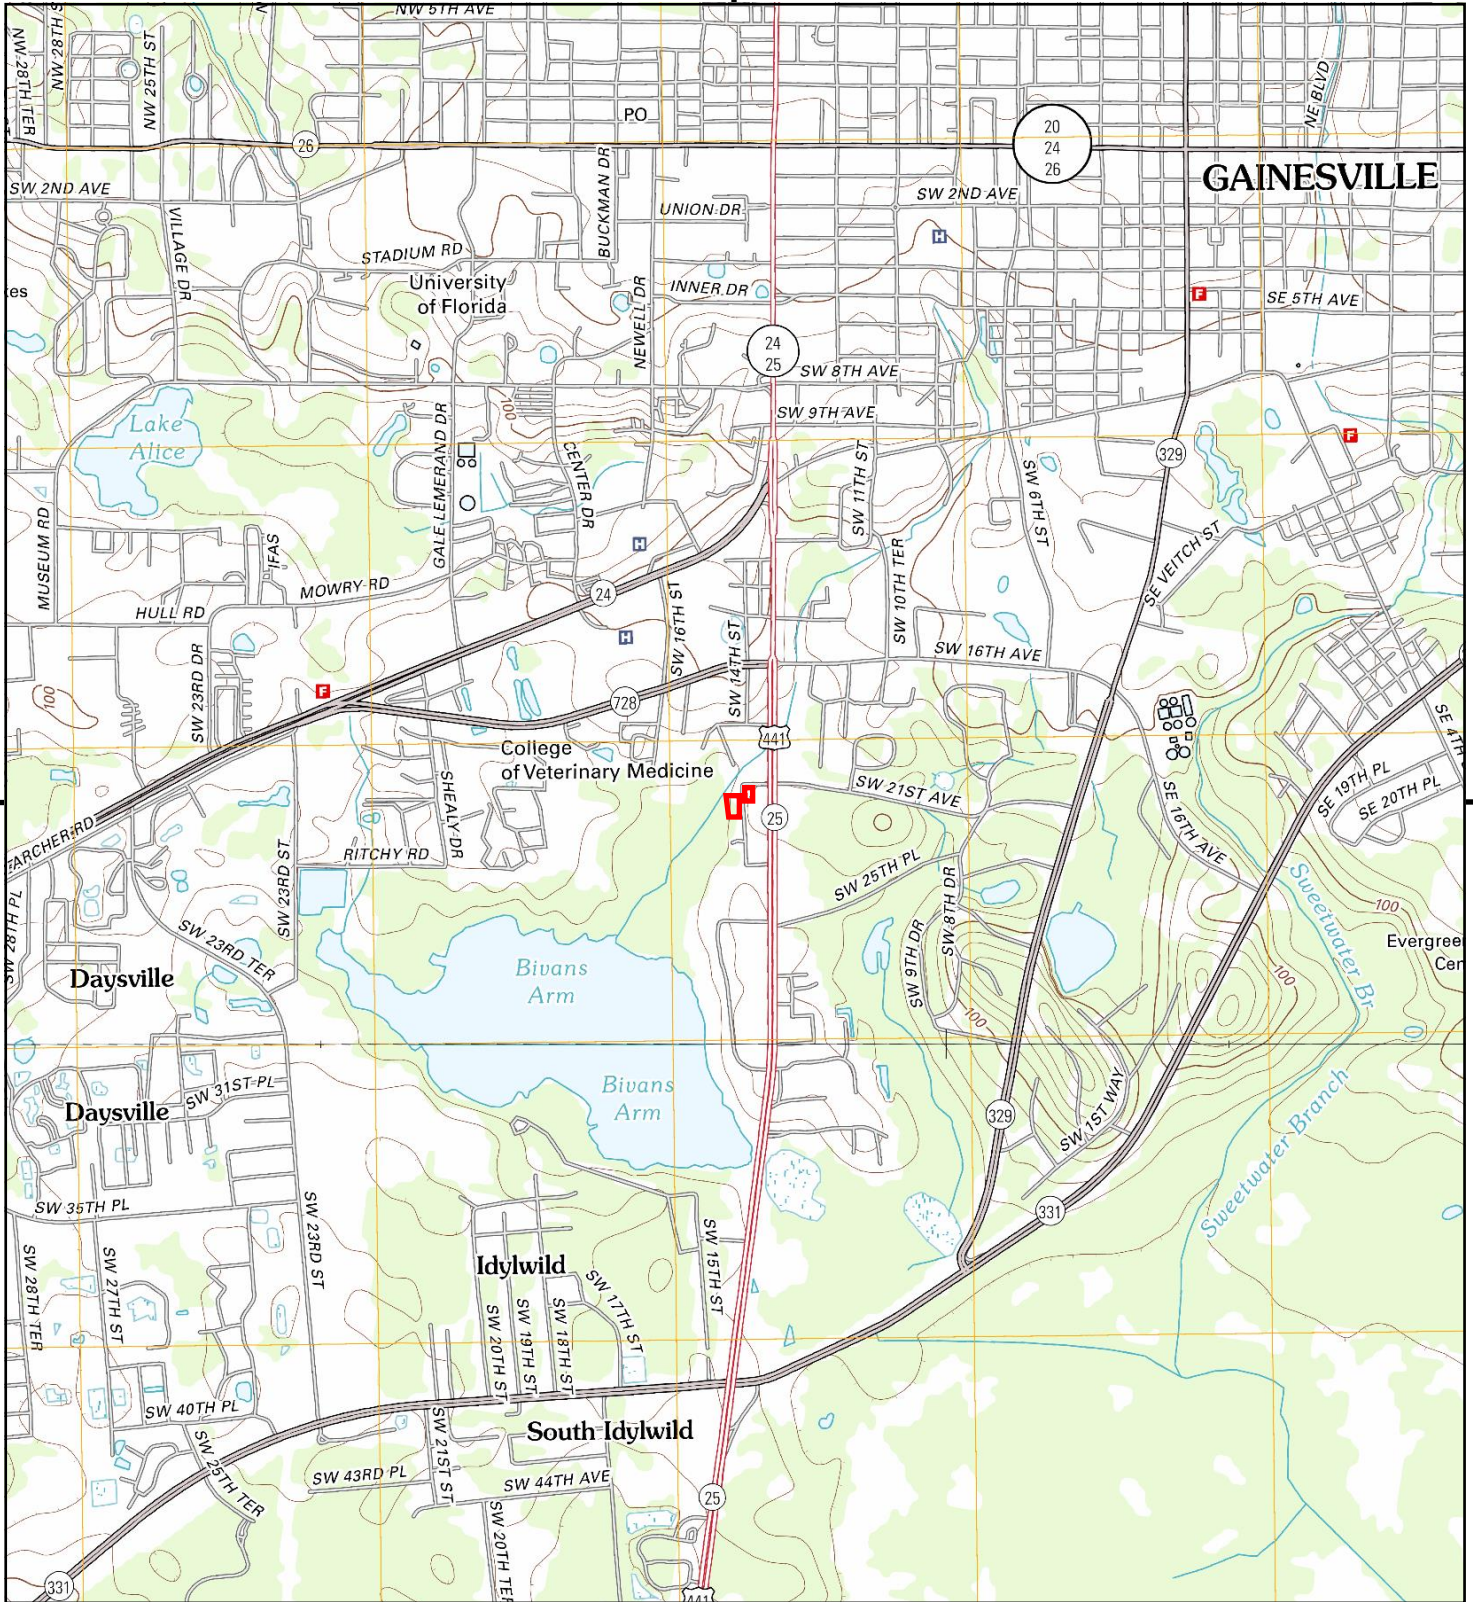 NW 5TH AVE
NW 28TH TER
NW 28TH S
NW 25TH ST
N
PO
NE BLVD
26
20
24
26
GAINESVILLE
SW 2ND AVE
SW 2ND AVE
VILLAGE DR
BUCKMAN DR
UNION DR
H
STADIUM RD
University
of Florida
NEWELL DR
INNER DR
F
SE 5TH AVE
kes
24
25
SW 8TH AVE
SW 9TH AVE
Lake
Alice
100
GALE LEMERAND DR
CENTER DR
SW 11TH ST
SW 6TH ST
329
F
MUSEUM RD
IFAS
H
MOWRY RD
24
HULL RD
SW 16TH ST
SW 14TH ST
SW 10TH TER
SE VEITCH ST
H
SW 16TH AVE
SW 23RD DR
F
100
728
441
College
of Veterinary Medicine
SHEALY DR
SW 21ST AVE
25
SE 16TH AVE
SE 19TH PL
SE 20TH PL
SE 4TH
ARCHER RD
RITCHY RD
SW 23RD ST
SW 25TH PL
SW 8TH DR
SW 9TH DR
SW 28TH PL
SW 23RD TER
Sweetwater Br
100
Evergree
Cem
Daysville
Bivans
Arm
100
100
Daysville
SW 31ST PL
Bivans
Arm
329
SW 1ST WAY
Sweetwater Branch
SW 35TH PL
331
SW 23RD ST
SW 28TH TER
SW 27TH ST
Idylwild
SW 15TH ST
SW 17TH ST
SW 20TH ST
SW 19TH ST
SW 18TH ST
SW 40TH PL
South Idylwild
SW 21ST ST
SW 25TH TER
SW 43RD PL
SW 44TH AVE
SW 20TH TER
25
331
441